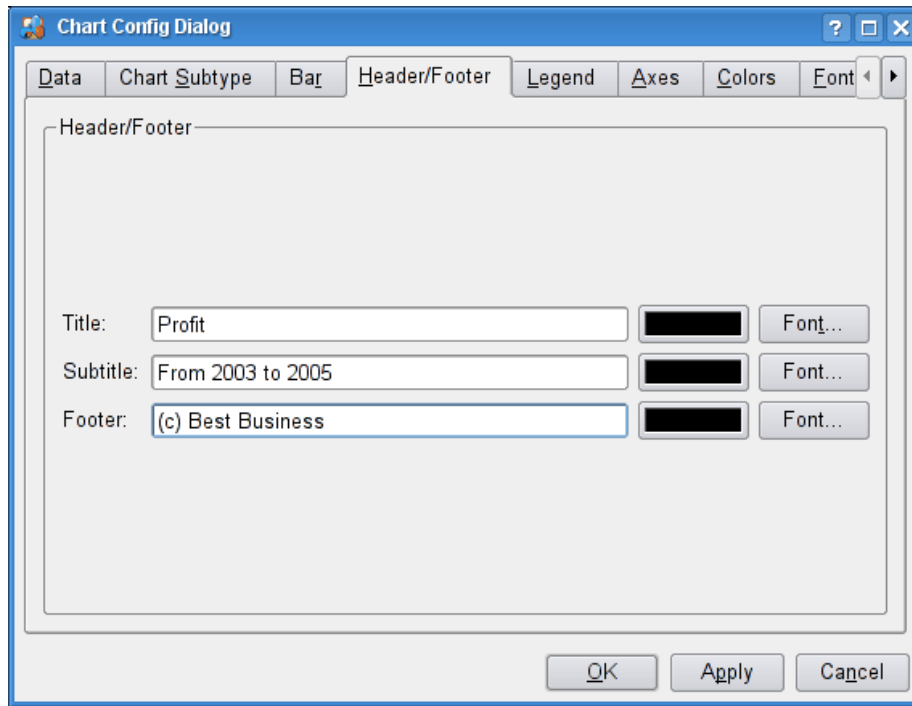 Chart Config Dialog
Data Chart Subtype Bar Header/Footer Legend Axes Colors Font
Header/Footer
Title: Profit Font...
Subtitle: From 2003 to 2005 Font...
Footer: (c) Best Business Font...
OK Apply Cancel